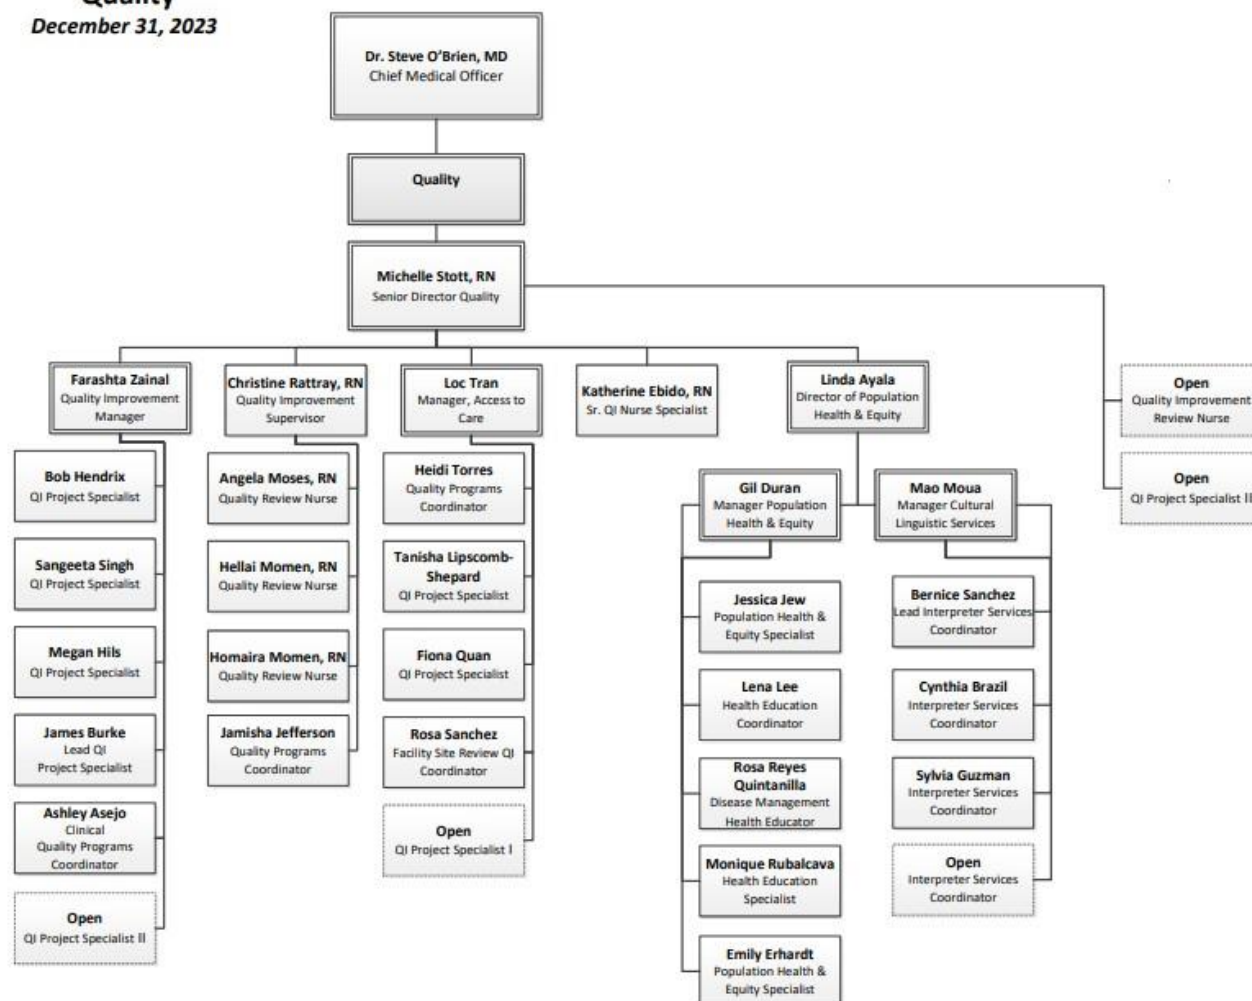 Quality
December 31, 2023
Dr. Steve O'Brien, MD
Chief Medical Officer
Quality
Michelle Stott, RN
Senior Director Quality
Farashta Zainal
Quality Improvement
Manager
Christine Rattray, RN
Quality Improvement
Supervisor
Loc Tran
Manager, Access to
Care
Katherine Ebido, RN
Sr. QI Nurse Specialist
Linda Ayala
Director of Population
Health & Equity
Open
Quality Improvement
Review Nurse
Open
QI Project Specialist II
Bob Hendrix
QI Project Specialist
Sangeeta Singh
QI Project Specialist
Megan Hils
QI Project Specialist
James Burke
Lead QI
Project Specialist
Ashley Asejo
Clinical
Quality Programs
Coordinator
Open
QI Project Specialist II
Angela Moses, RN
Quality Review Nurse
Hellai Momen, RN
Quality Review Nurse
Homaira Momen, RN
Quality Review Nurse
Jamisha Jefferson
Quality Programs
Coordinator
Heidi Torres
Quality Programs
Coordinator
Tanisha Lipscomb-
Shepard
QI Project Specialist
Fiona Quan
QI Project Specialist
Rosa Sanchez
Facility Site Review QI
Coordinator
Open
QI Project Specialist I
Gil Duran
Manager Population
Health & Equity
Jessica Jew
Population Health &
Equity Specialist
Lena Lee
Health Education
Coordinator
Rosa Reyes
Quintanilla
Disease Management
Health Educator
Monique Rubalcava
Health Education
Specialist
Emily Erhardt
Population Health &
Equity Specialist
Mao Moua
Manager Cultural
Linguistic Services
Bernice Sanchez
Lead Interpreter Services
Coordinator
Cynthia Brazil
Interpreter Services
Coordinator
Sylvia Guzman
Interpreter Services
Coordinator
Open
Interpreter Services
Coordinator